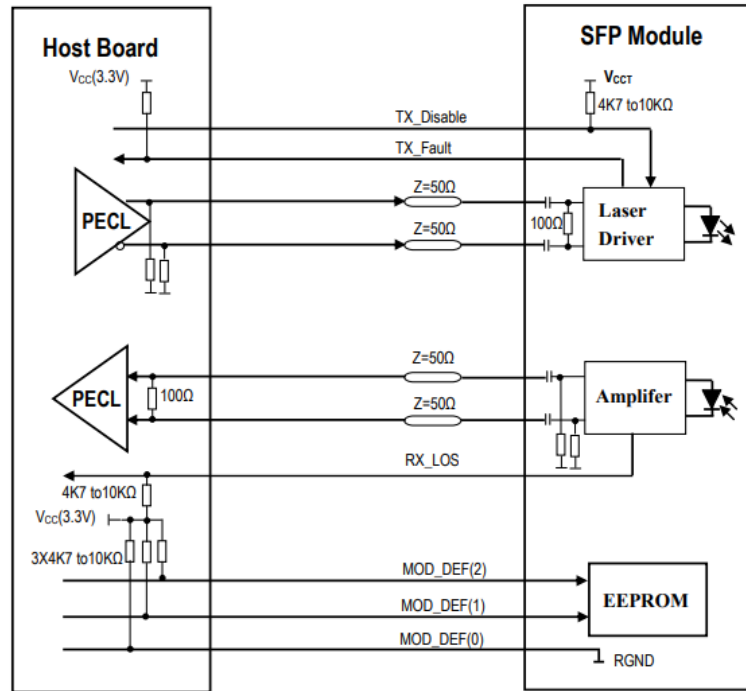 Host Board
SFP Module
VCC(3.3V)
VCCT
4K7 to10KΩ
TX_Disable
TX_Fault
Z=50Ω
PECL
100Ω
Laser
Driver
Z=50Ω
Z=50Ω
PECL
100Ω
Amplifer
Z=50Ω
RX_LOS
4K7 to10KΩ
VCC(3.3V)
3X4K7 to10KΩ
MOD_DEF(2)
EEPROM
MOD_DEF(1)
MOD_DEF(0)
RGND